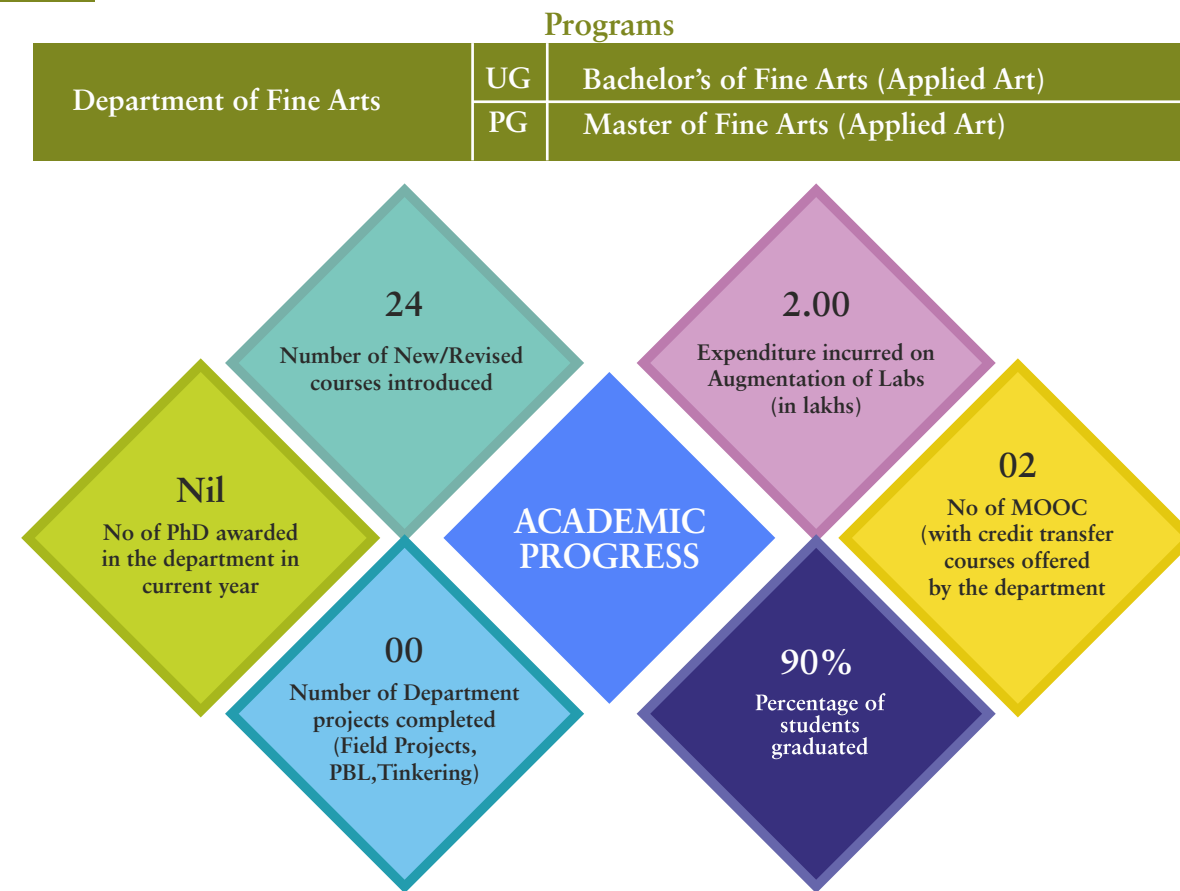 Programs
Department of Fine Arts
UG
Bachelor’s of Fine Arts (Applied Art)
PG
Master of Fine Arts (Applied Art)
24
Number of New/Revised
courses introduced
2.00
Expenditure incurred on
Augmentation of Labs
(in lakhs)
Nil
No of PhD awarded
in the department in
current year
ACADEMIC
PROGRESS
02
No of MOOC
(with credit transfer
courses offered
by the department
00
Number of Department
projects completed
(Field Projects,
PBL,Tinkering)
90%
Percentage of
students
graduated